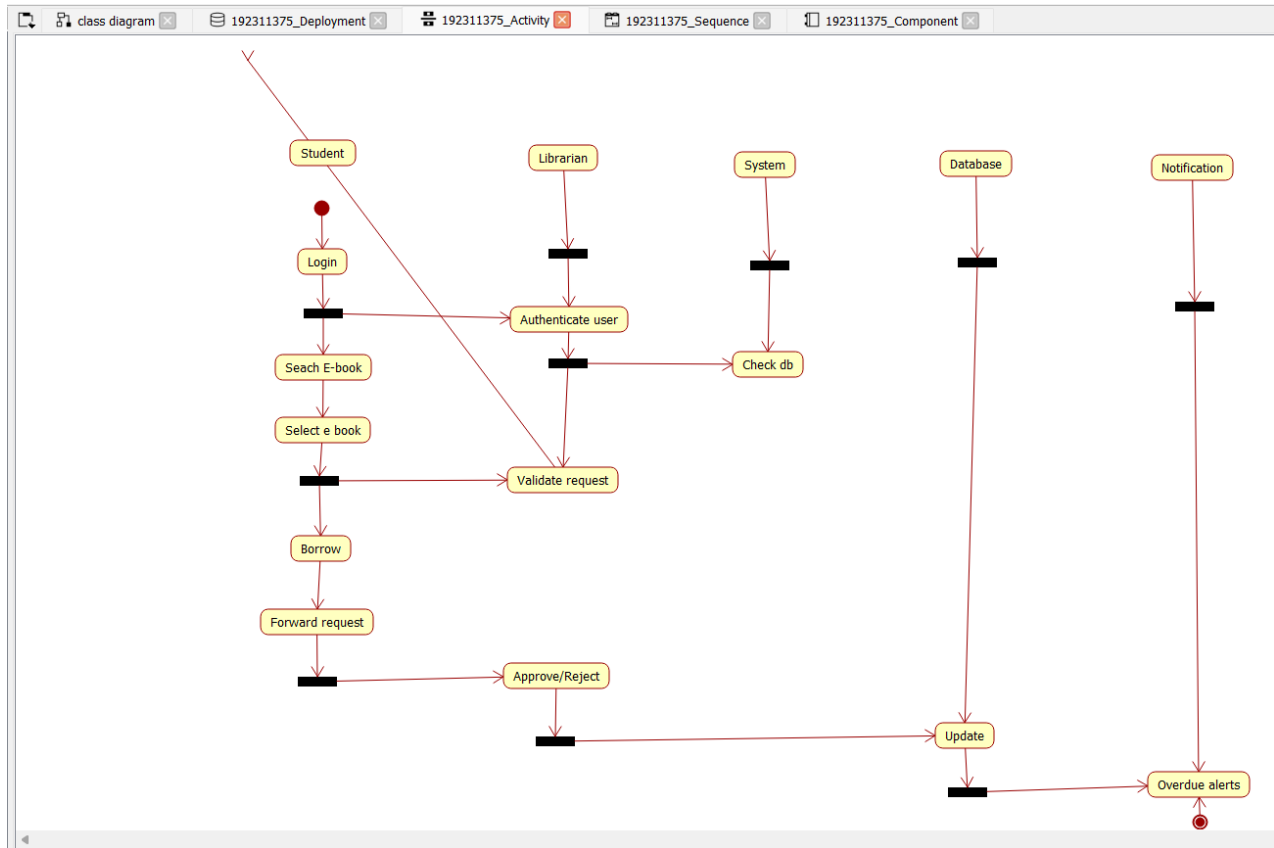 class diagram
192311375_Deployment
192311375_Activity
192311375_Sequence
192311375_Component
Student
Librarian
System
Database
Notification
Login
Authenticate user
Seach E-book
Check db
Select e book
Validate request
Borrow
Forward request
Approve/Reject
Update
Overdue alerts